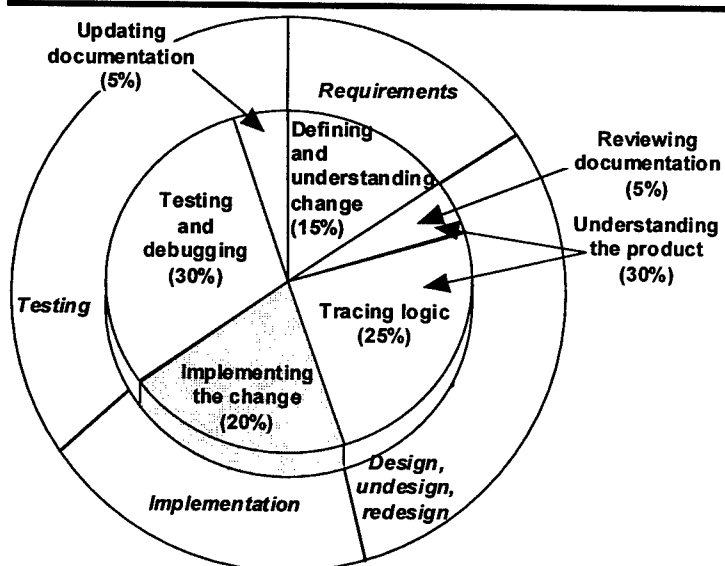 Updating
documentation
(5%)
Requirements
Defining
and
understanding
change
(15%)
Reviewing
documentation
(5%)
Understanding
the product
(30%)
Testing
and
debugging
(30%)
Tracing logic
(25%)
Testing
Implementing
the change
(20%)
Implementation
Design,
undesign,
redesign